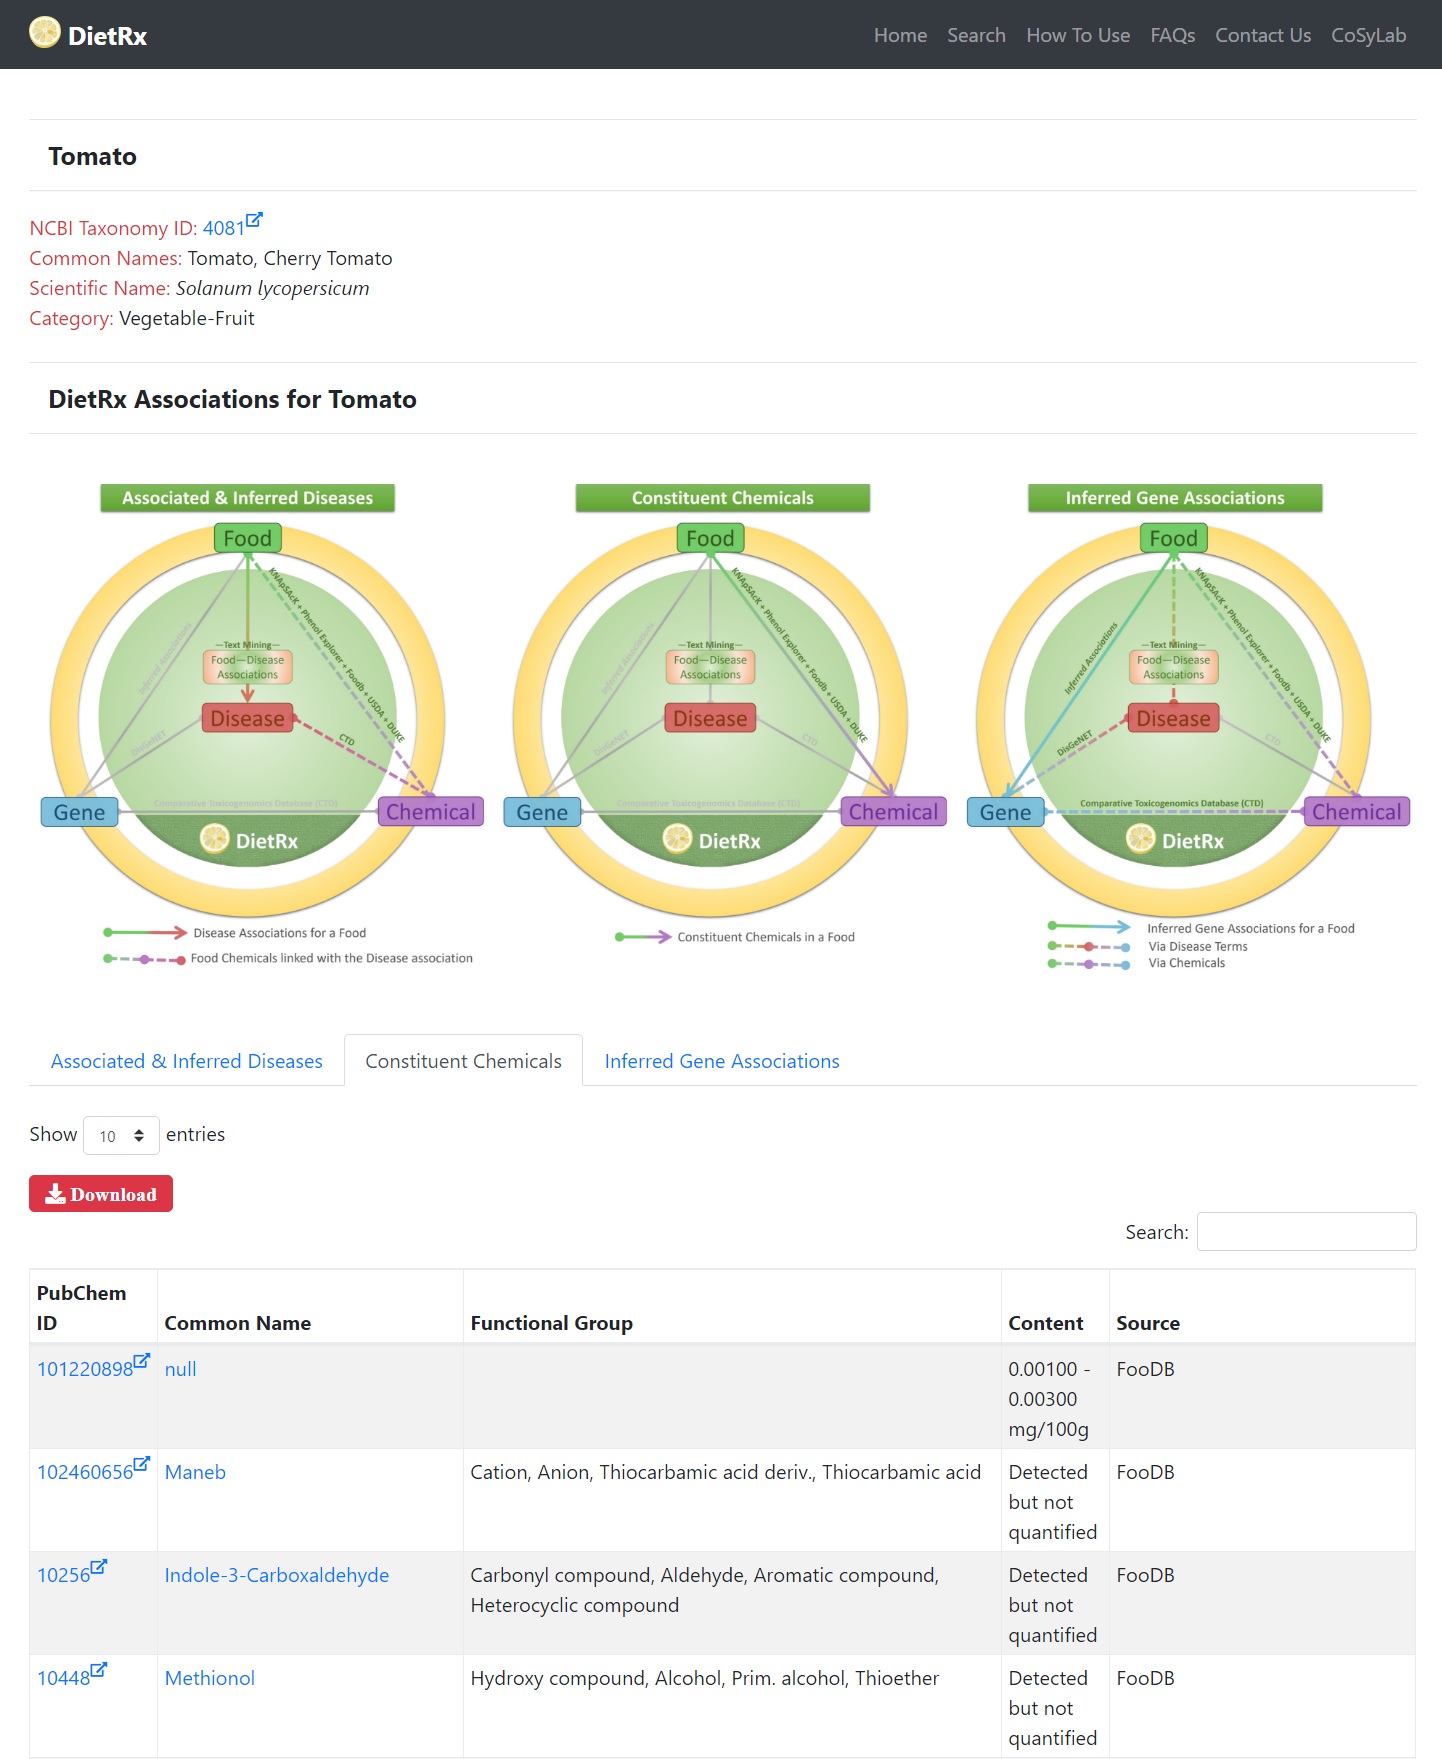 DietRx
Home Search How To Use FAQs Contact Us CoSyLab
Tomato
NCBI Taxonomy ID: 4081
Common Names: Tomato, Cherry Tomato
Scientific Name: Solanum lycopersicum
Category: Vegetable-Fruit
DietRx Associations for Tomato
Associated & Inferred Diseases
Food
KNApSAcK + Phenol Explorer + Foodb + USDA + DUKE
Inferred Associations
—Text Mining—
Food—Disease
Associations
Disease
DisGeNET
CTD
Gene
Comparative Toxicogenomics Database (CTD)
Chemical
DietRx
Disease Associations for a Food
Food Chemicals linked with the Disease association
Constituent Chemicals
Food
KNApSAcK + Phenol Explorer + Foodb + USDA + DUKE
Inferred Associations
—Text Mining—
Food—Disease
Associations
Disease
DisGeNET
CTD
Gene
Comparative Toxicogenomics Database (CTD)
Chemical
DietRx
Constituent Chemicals in a Food
Inferred Gene Associations
Food
KNApSAcK + Phenol Explorer + Foodb + USDA + DUKE
Inferred Associations
—Text Mining—
Food—Disease
Associations
Disease
DisGeNET
CTD
Gene
Comparative Toxicogenomics Database (CTD)
Chemical
DietRx
Inferred Gene Associations for a Food
Via Disease Terms
Via Chemicals
Associated & Inferred Diseases Constituent Chemicals Inferred Gene Associations
Show 10 entries
Download
Search:
PubChem
ID Common Name Functional Group Content Source
101220898 null 0.00100 - FooDB
0.00300
mg/100g
102460656 Maneb Cation, Anion, Thiocarbamic acid deriv., Thiocarbamic acid Detected FooDB
but not
quantified
10256 Indole-3-Carboxaldehyde Carbonyl compound, Aldehyde, Aromatic compound, Detected FooDB
Heterocyclic compound but not
quantified
10448 Methionol Hydroxy compound, Alcohol, Prim. alcohol, Thioether Detected FooDB
but not
quantified